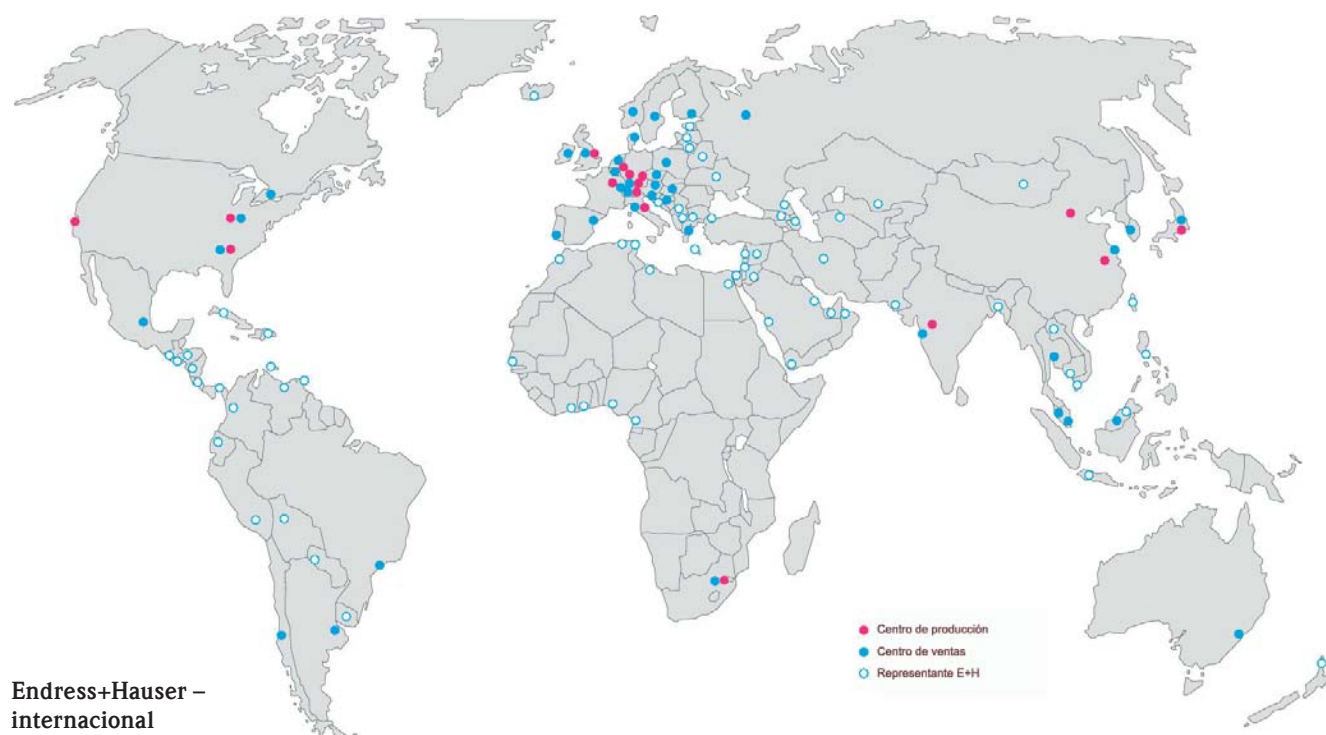 Centro de producción
Centro de ventas
Representante E+H
Endress+Hauser –
internacional